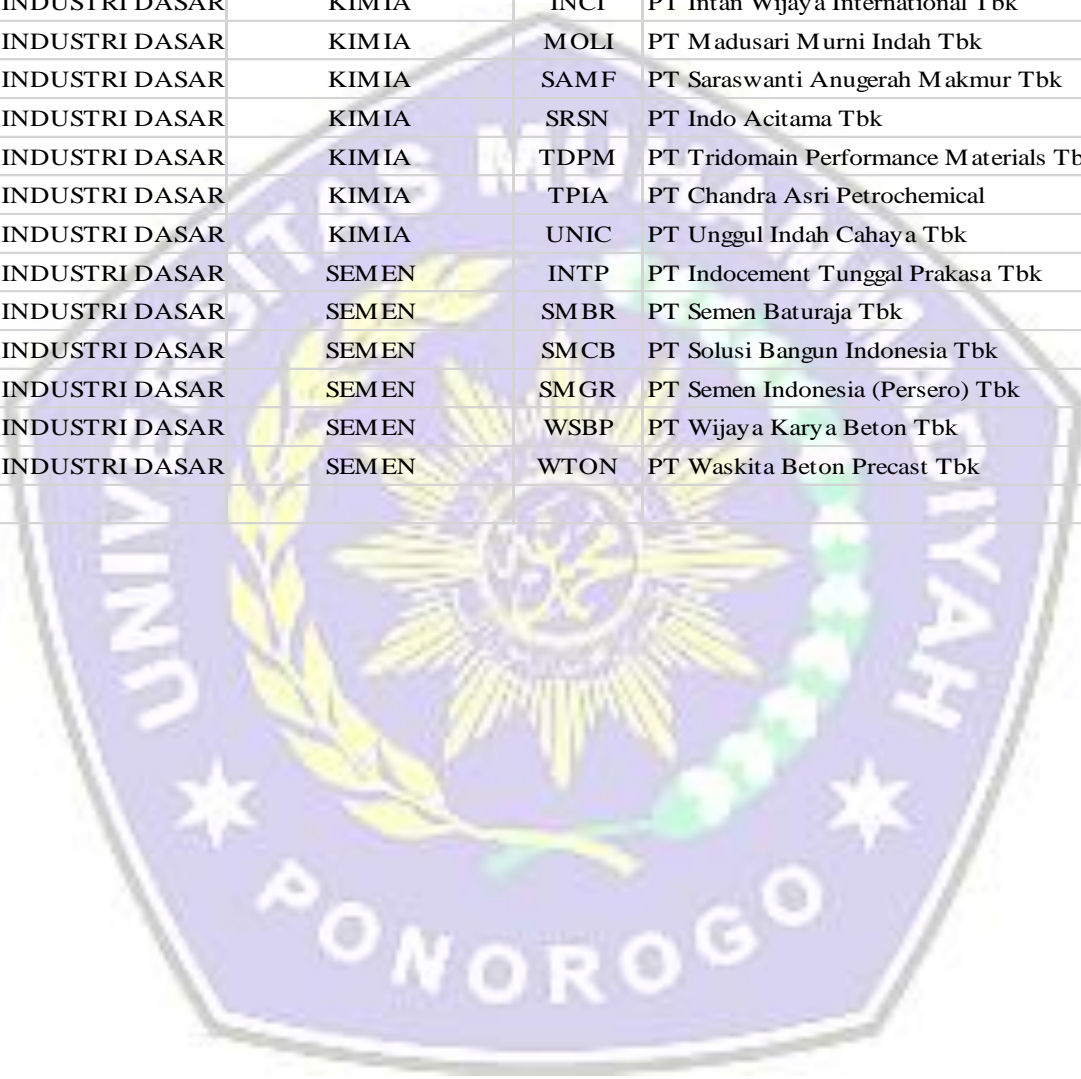 INDUSTRI DASAR KIMIA INCI PT Intan Wijaya International Tbk
INDUSTRI DASAR KIMIA MOLI PT Madusari Murni Indah Tbk
INDUSTRI DASAR KIMIA SAMF PT Saraswanti Anugerah Makmur Tbk
INDUSTRI DASAR KIMIA SRSN PT Indo Acitama Tbk
INDUSTRI DASAR KIMIA TDPM PT Tridomain Performance Materials Tb
INDUSTRI DASAR KIMIA TPIA PT Chandra Asri Petrochemical
INDUSTRI DASAR KIMIA UNIC PT Unggul Indah Cahaya Tbk
INDUSTRI DASAR SEMEN INTP PT Indocement Tunggal Prakasa Tbk
INDUSTRI DASAR SEMEN SMBR PT Semen Baturaja Tbk
INDUSTRI DASAR SEMEN SMCB PT Solusi Bangun Indonesia Tbk
INDUSTRI DASAR SEMEN SMGR PT Semen Indonesia (Persero) Tbk
INDUSTRI DASAR SEMEN WSBP PT Wijaya Karya Beton Tbk
INDUSTRI DASAR SEMEN WTON PT Waskita Beton Precast Tbk
UNIVERSITAS MUHAMMADIYAH
PONOROGO